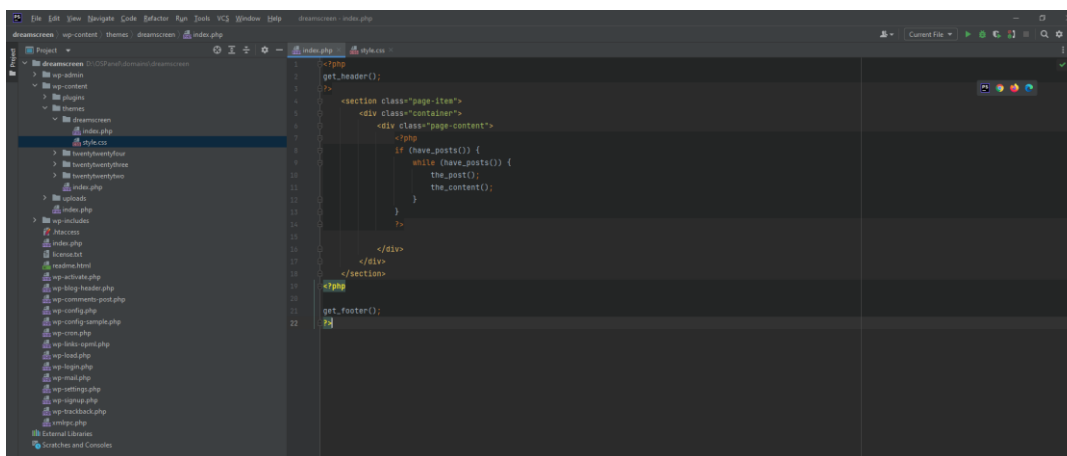 File Edit View Navigate Code Refactor Run Tools VCS Window Help dreamscreen - index.php
dreamscreen wp-content themes dreamscreen index.php
Current File
Project
Project
index.php
style.css
dreamscreen D:\OSPanel\domains\dreamscreen
wp-admin
wp-content
plugins
themes
dreamscreen
index.php
style.css
twentytwentyfour
twentytwentythree
twentytwentytwo
index.php
uploads
index.php
wp-includes
.htaccess
index.php
license.txt
readme.html
wp-activate.php
wp-blog-header.php
wp-comments-post.php
wp-config.php
wp-config-sample.php
wp-cron.php
wp-links-opml.php
wp-load.php
wp-login.php
wp-mail.php
wp-settings.php
wp-signup.php
wp-trackback.php
xmlrpc.php
External Libraries
Scratches and Consoles
1 <?php
2 get_header();
3 ?>
4 <section class="page-item">
5 <div class="container">
6 <div class="page-content">
7 <?php
8 if (have_posts()) {
9 while (have_posts()) {
10 the_post();
11 the_content();
12 }
13 }
14 ?>
15
16 </div>
17 </div>
18 </section>
19 <?php
20
21 get_footer();
22 ?>